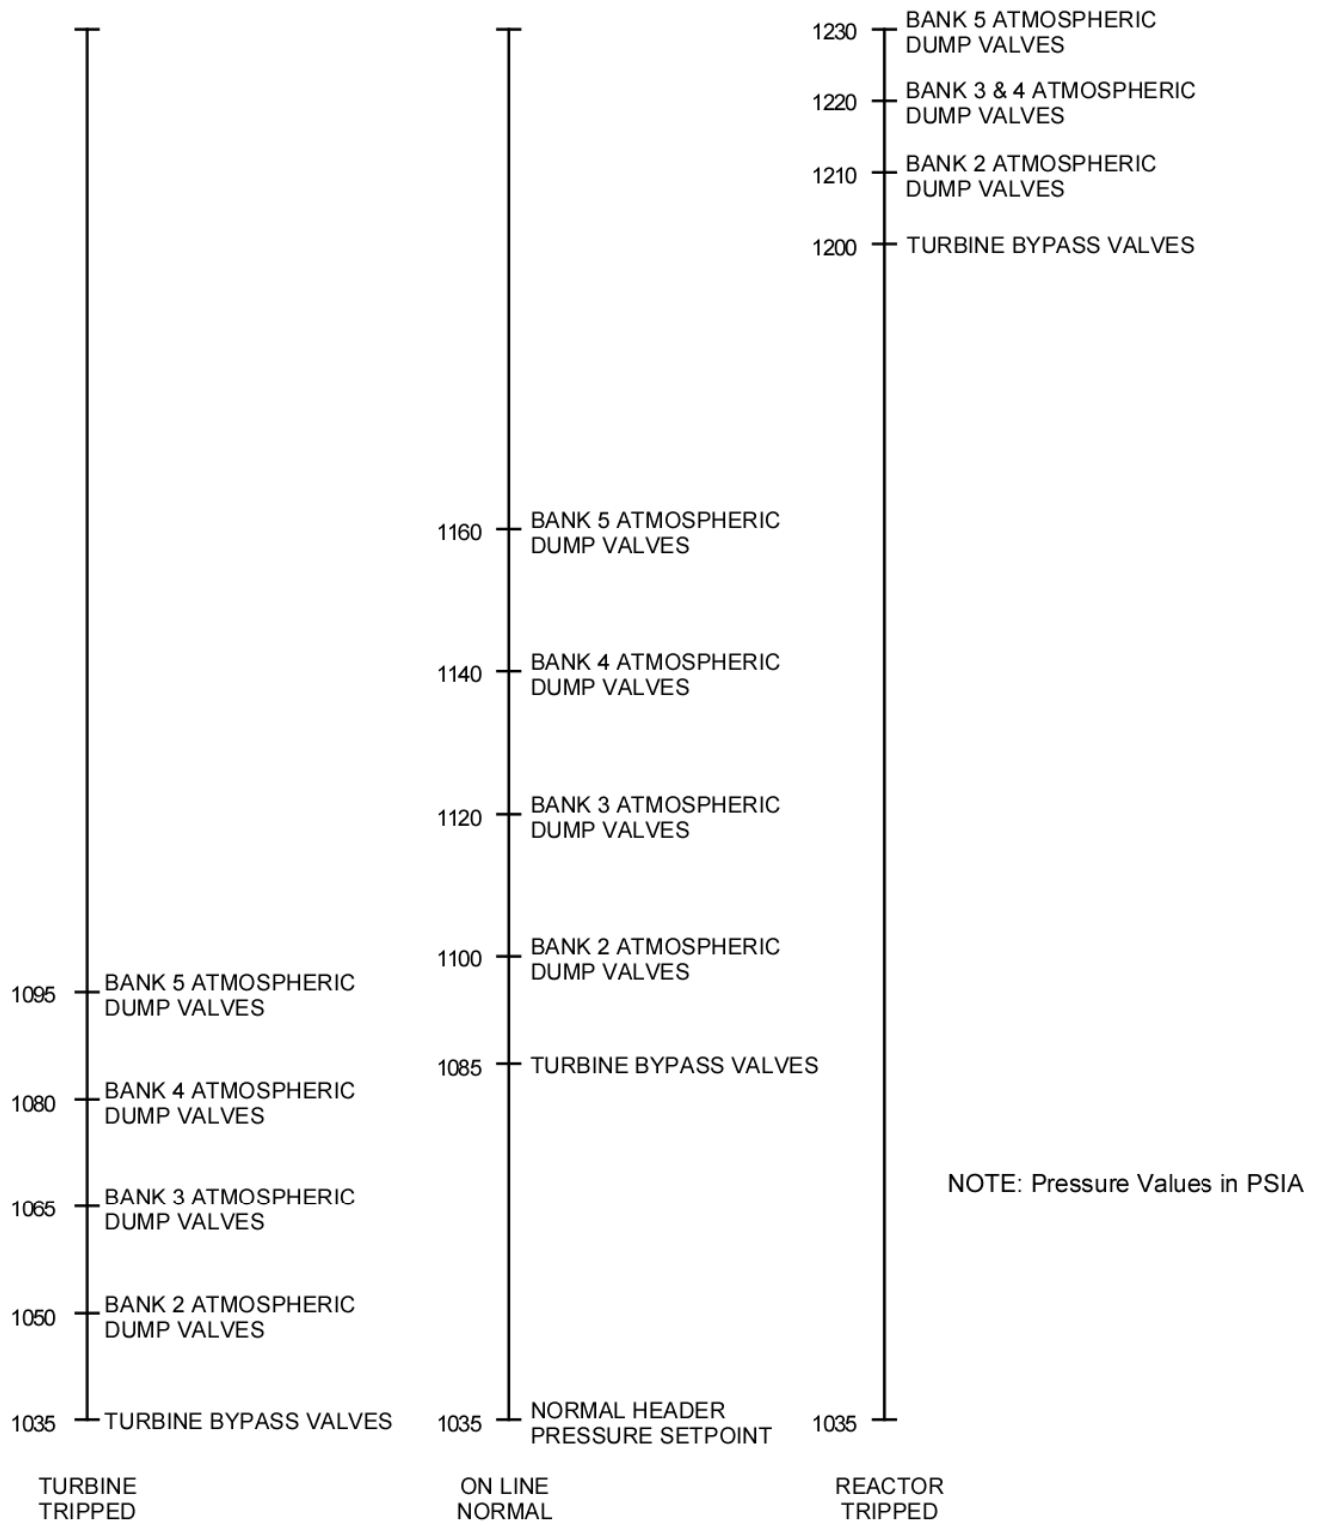 1230
BANK 5 ATMOSPHERIC
DUMP VALVES
1220
BANK 3 & 4 ATMOSPHERIC
DUMP VALVES
1210
BANK 2 ATMOSPHERIC
DUMP VALVES
1200
TURBINE BYPASS VALVES
1160
BANK 5 ATMOSPHERIC
DUMP VALVES
1140
BANK 4 ATMOSPHERIC
DUMP VALVES
1120
BANK 3 ATMOSPHERIC
DUMP VALVES
1100
BANK 2 ATMOSPHERIC
DUMP VALVES
1095
BANK 5 ATMOSPHERIC
DUMP VALVES
1085
TURBINE BYPASS VALVES
1080
BANK 4 ATMOSPHERIC
DUMP VALVES
NOTE: Pressure Values in PSIA
1065
BANK 3 ATMOSPHERIC
DUMP VALVES
1050
BANK 2 ATMOSPHERIC
DUMP VALVES
1035
TURBINE BYPASS VALVES
1035
NORMAL HEADER
PRESSURE SETPOINT
1035
TURBINE
TRIPPED
ON LINE
NORMAL
REACTOR
TRIPPED